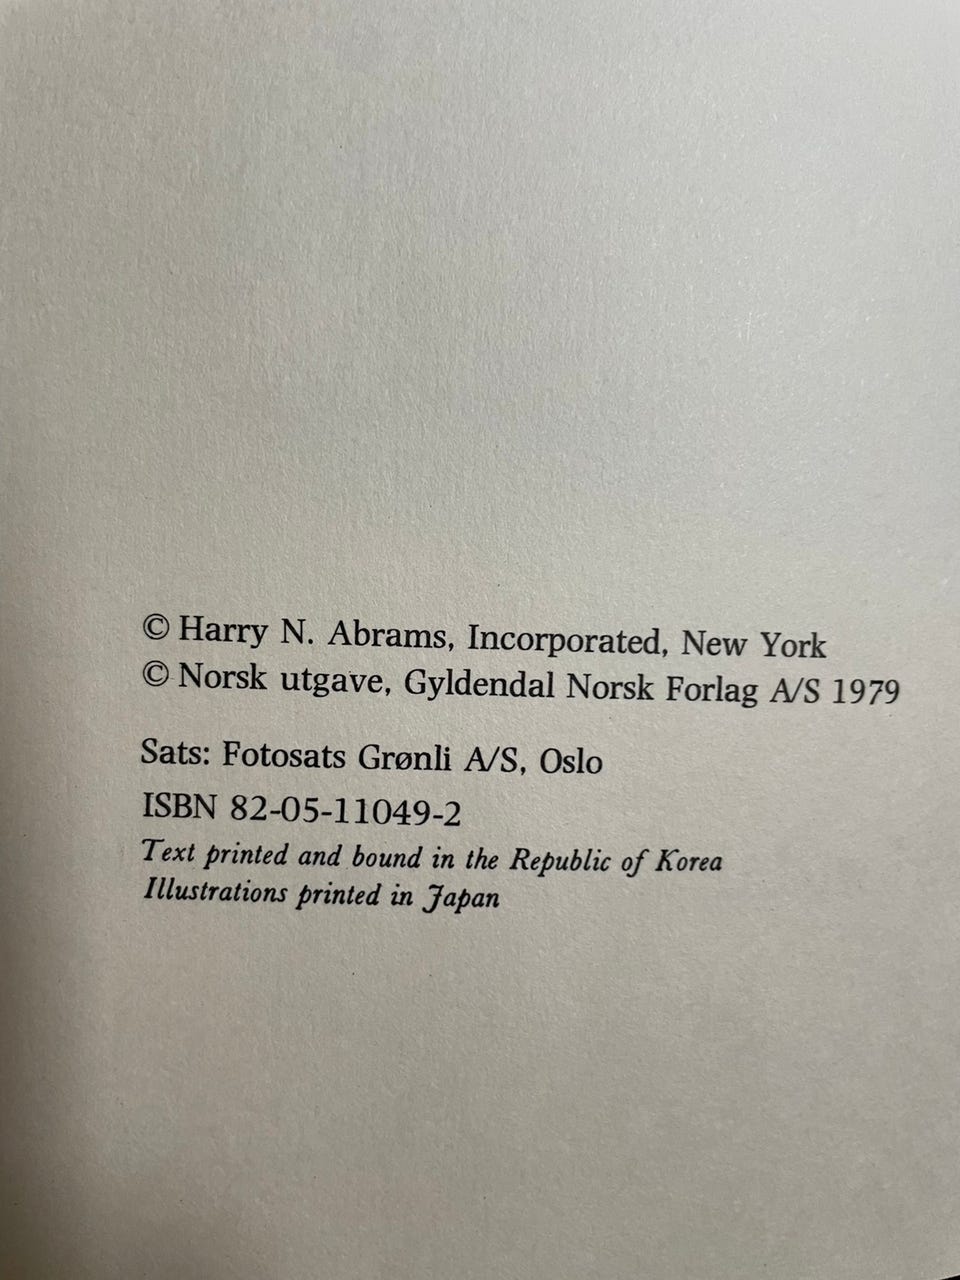 © Harry N. Abrams, Incorporated, New York
© Norsk utgave, Gyldendal Norsk Forlag A/S 1979
Sats: Fotosats Grønli A/S, Oslo
ISBN 82-05-11049-2
Text printed and bound in the Republic of Korea
Illustrations printed in Japan